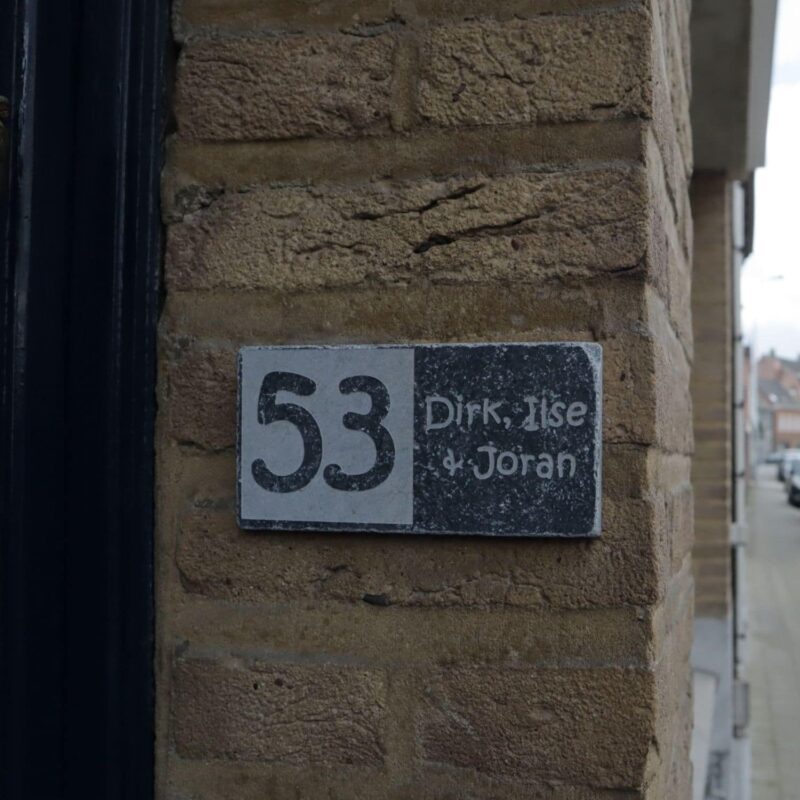 53
Dirk, Ilse
& Joran